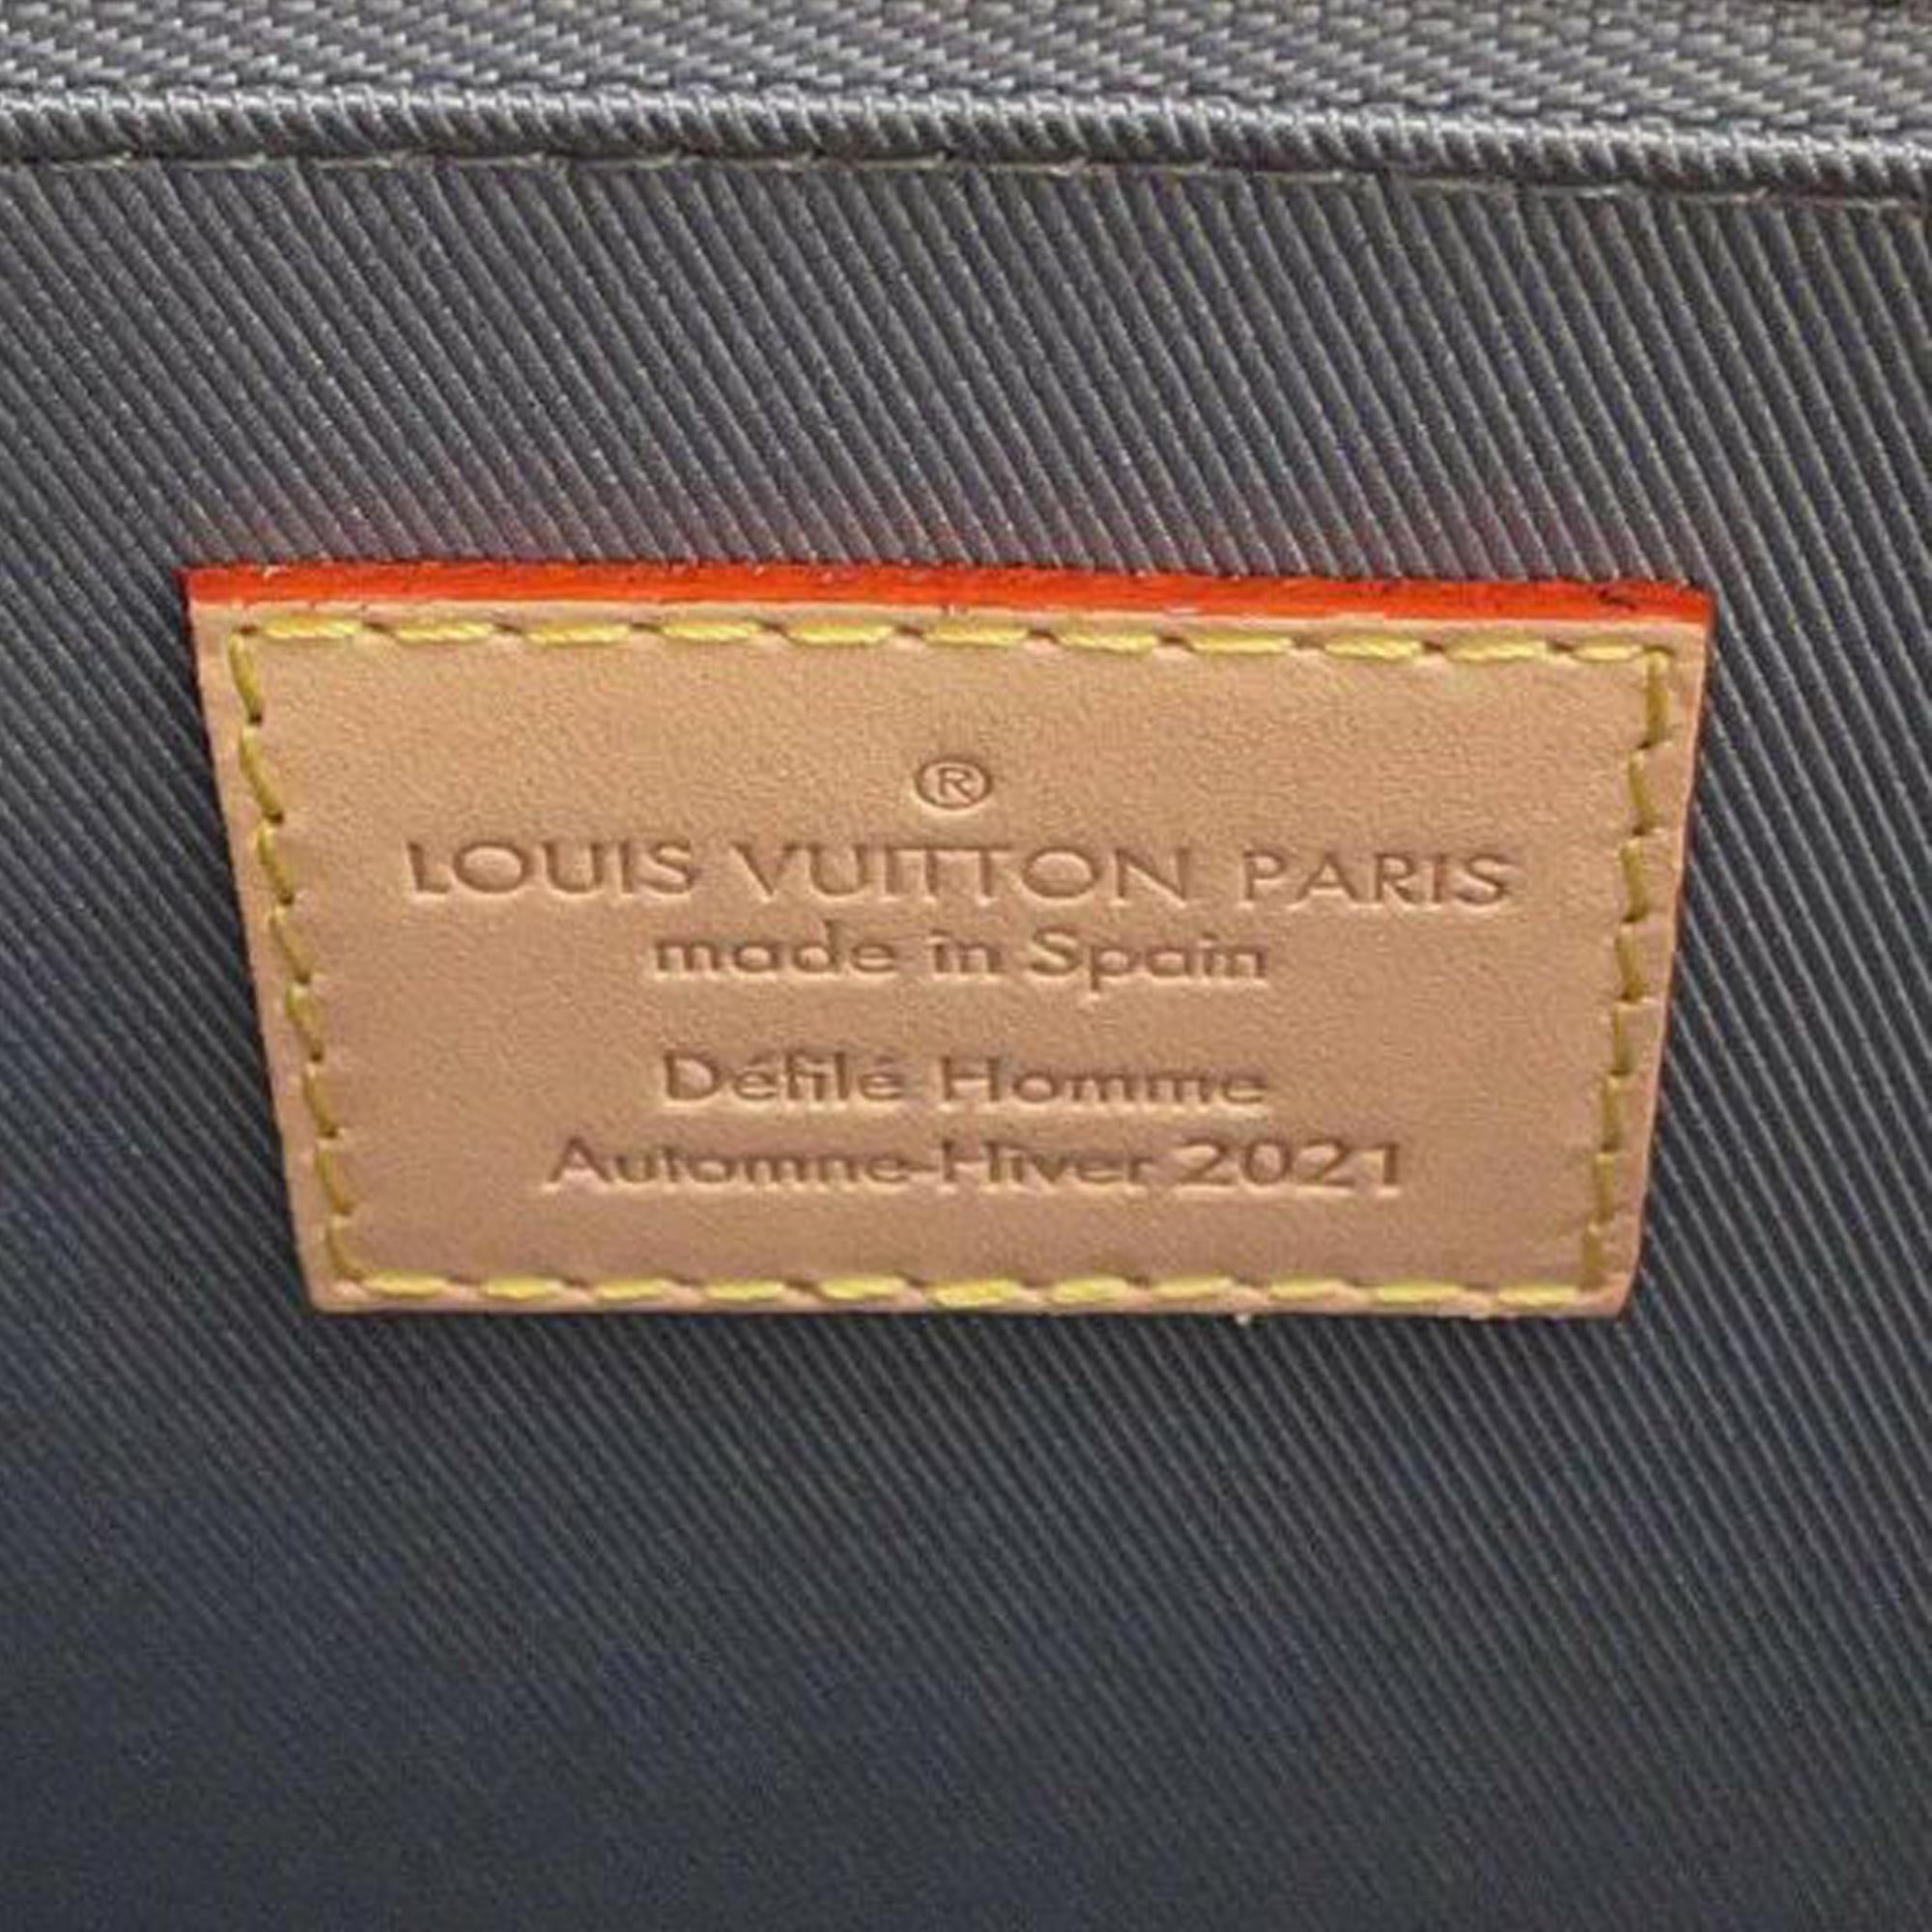 ®
LOUIS VUITTON PARIS
made in Spain
Défilé Homme
Automne-Hiver 2021